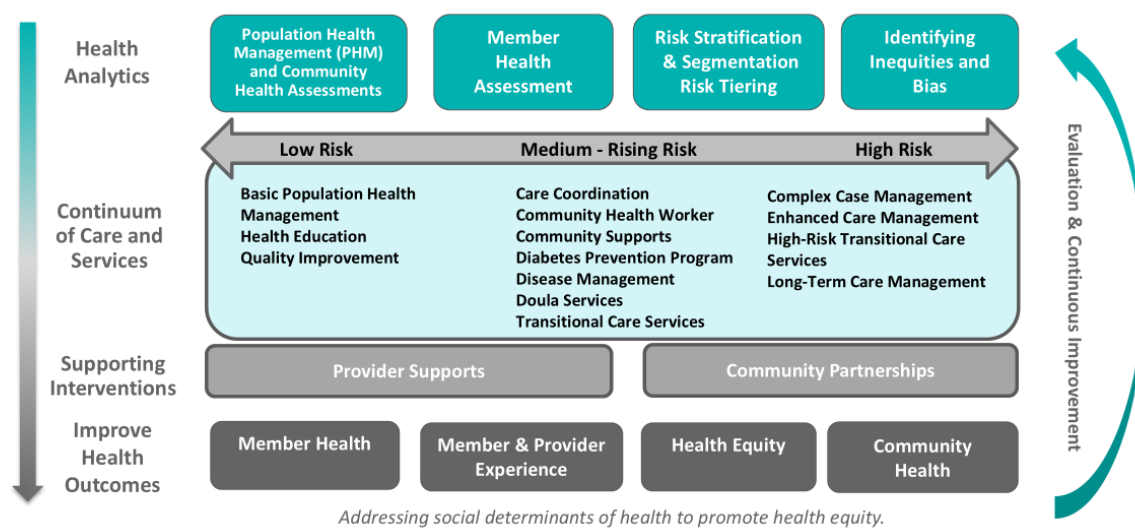 Health
Analytics
Population Health
Management (PHM)
and Community
Health Assessments
Member
Health
Assessment
Risk Stratification
& Segmentation
Risk Tiering
Identifying
Inequities and
Bias
Low Risk
Medium - Rising Risk
High Risk
Continuum
of Care and
Services
Basic Population Health
Management
Health Education
Quality Improvement
Care Coordination
Community Health Worker
Community Supports
Diabetes Prevention Program
Disease Management
Doula Services
Transitional Care Services
Complex Case Management
Enhanced Care Management
High-Risk Transitional Care
Services
Long-Term Care Management
Supporting
Interventions
Provider Supports
Community Partnerships
Improve
Health
Outcomes
Member Health
Member & Provider
Experience
Health Equity
Community
Health
Evaluation & Continuous Improvement
Addressing social determinants of health to promote health equity.